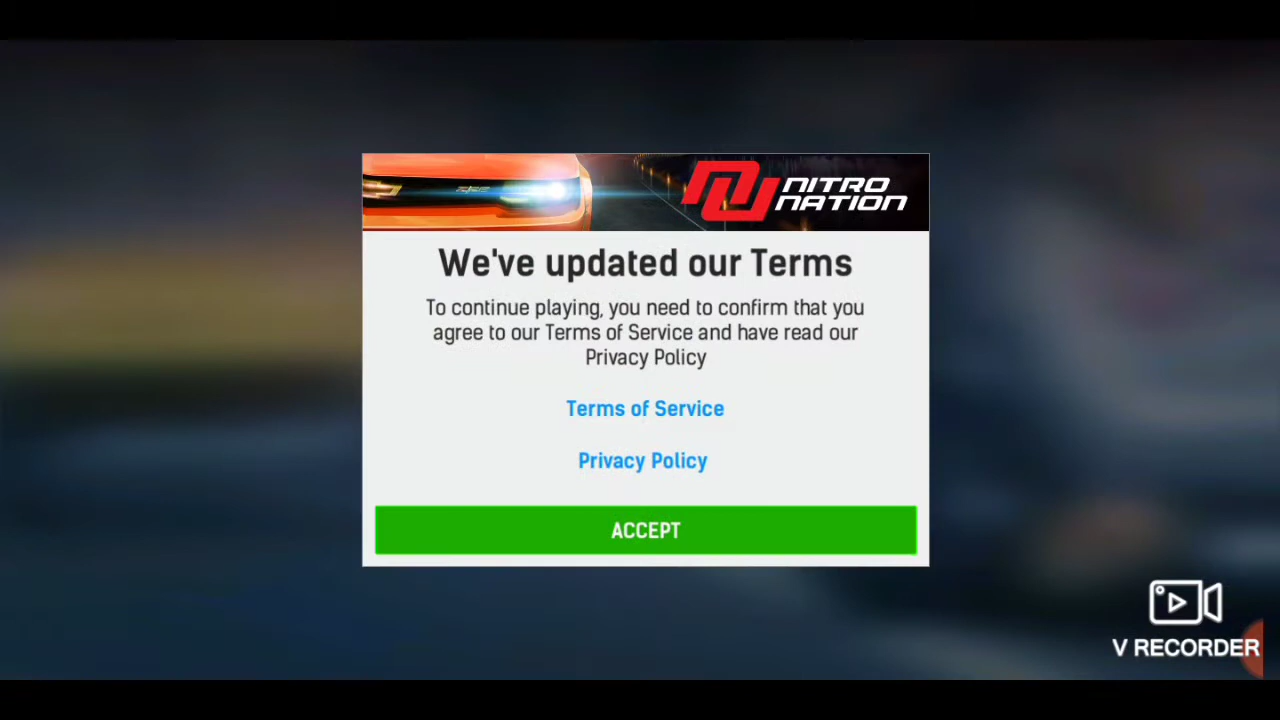 NITRO
NATION
We've updated our Terms
To continue playing, you need to confirm that you
agree to our Terms of Service and have read our
Privacy Policy
Terms of Service
Privacy Policy
ACCEPT
V RECORDER